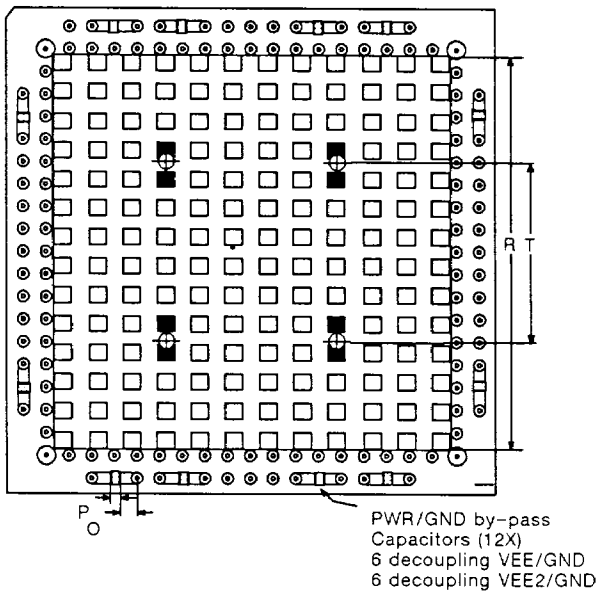 R T
P
O
PWR/GND by-pass
Capacitors (12X)
6 decoupling VEE/GND
6 decoupling VEE2/GND